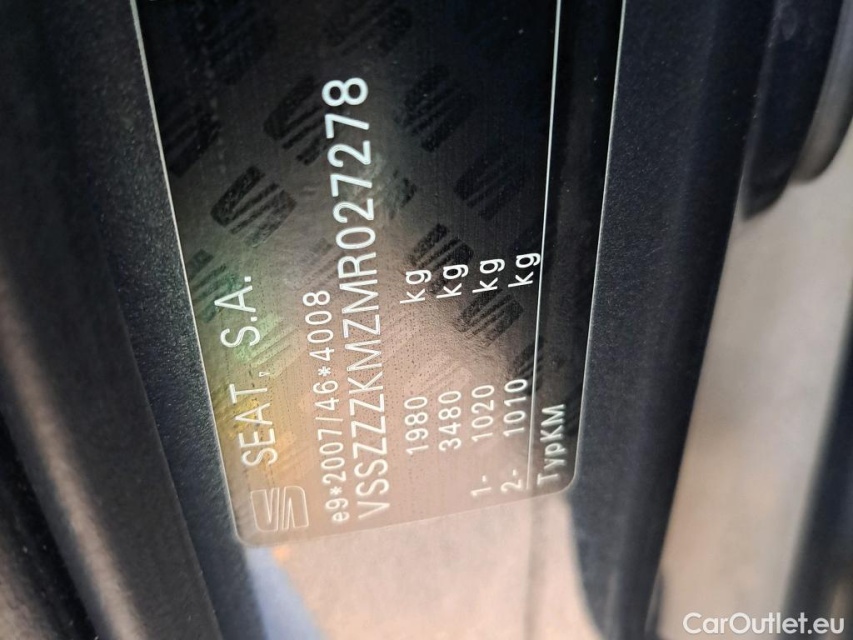 SEAT, S.A.
e9*2007/46*4008
VSSZZZKMZMR027278
1980 kg
3480 kg
1- 1020 kg
2- 1010 kg
TypKM
CarOutlet.eu